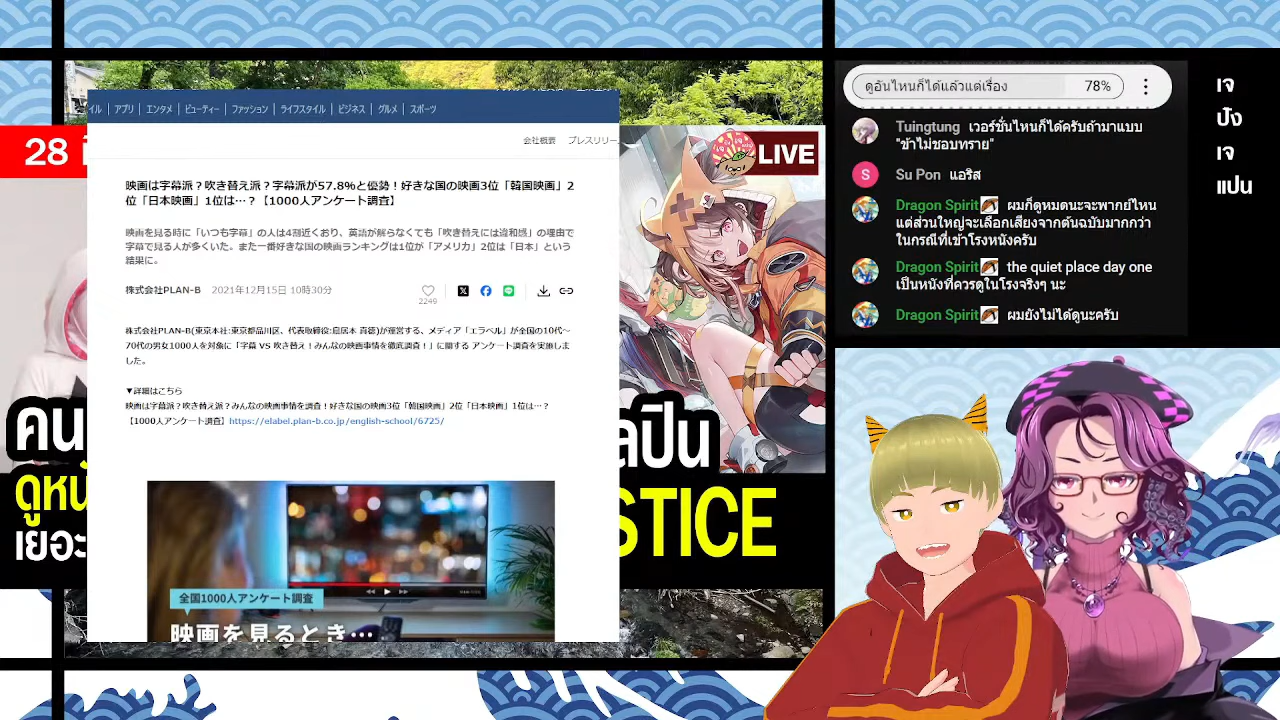 イル | アプリ | エンタメ | ビューティー | ファッション | ライフスタイル | ビジネス | グルメ | スポーツ
会社概要 プレスリリー
映画は字幕派？吹き替え派？字幕派が57.8%と優勢！好きな国の映画3位「韓国映画」2
位「日本映画」1位は…？【1000人アンケート調査】
映画を見る時に「いつも字幕」の人は4割近くおり、英語が解らなくても「吹き替えには違和感」の理由で
字幕で見る人が多くいた。また一番好きな国の映画ランキングは1位が「アメリカ」2位は「日本」という
結果に。
株式会社PLAN-B 2021年12月15日 10時30分
2249
株式会社PLAN-B(東京本社:東京都品川区、代表取締役:鳥居本 真徳)が運営する、メディア「エラベル」が全国の10代〜
70代の男女1000人を対象に「字幕 VS 吹き替え！みんなの映画事情を徹底調査！」に関する アンケート調査を実施しま
した。
▼詳細はこちら
映画は字幕派？吹き替え派？みんなの映画事情を調査！好きな国の映画3位「韓国映画」2位「日本映画」1位は…？
【1000人アンケート調査】https://elabel.plan-b.co.jp/english-school/6725/
全国1000人アンケート調査
映画を見るとき…
28
LIVE
คน
ดูหนั
เยอะ
ลปิน
STICE
ดูอันไหนก็ได้แล้วแต่เรื่อง 78%
Tuingtung เวอร์ชั่นไหนก็ได้ครับถ้ามาแบบ
"ข้าไม่ชอบทราย"
S Su Pon แอริส
Dragon Spirit ผมก็ดูหมดนะจะพากย์ไหน
แต่ส่วนใหญ่จะเลือกเสียงจากต้นฉบับมากกว่า
ในกรณีที่เข้าโรงหนังครับ
Dragon Spirit the quiet place day one
เป็นหนังที่ควรดูในโรงจริงๆ นะ
Dragon Spirit ผมยังไม่ได้ดูนะครับ
เจ
ปัง
เจ
แปน